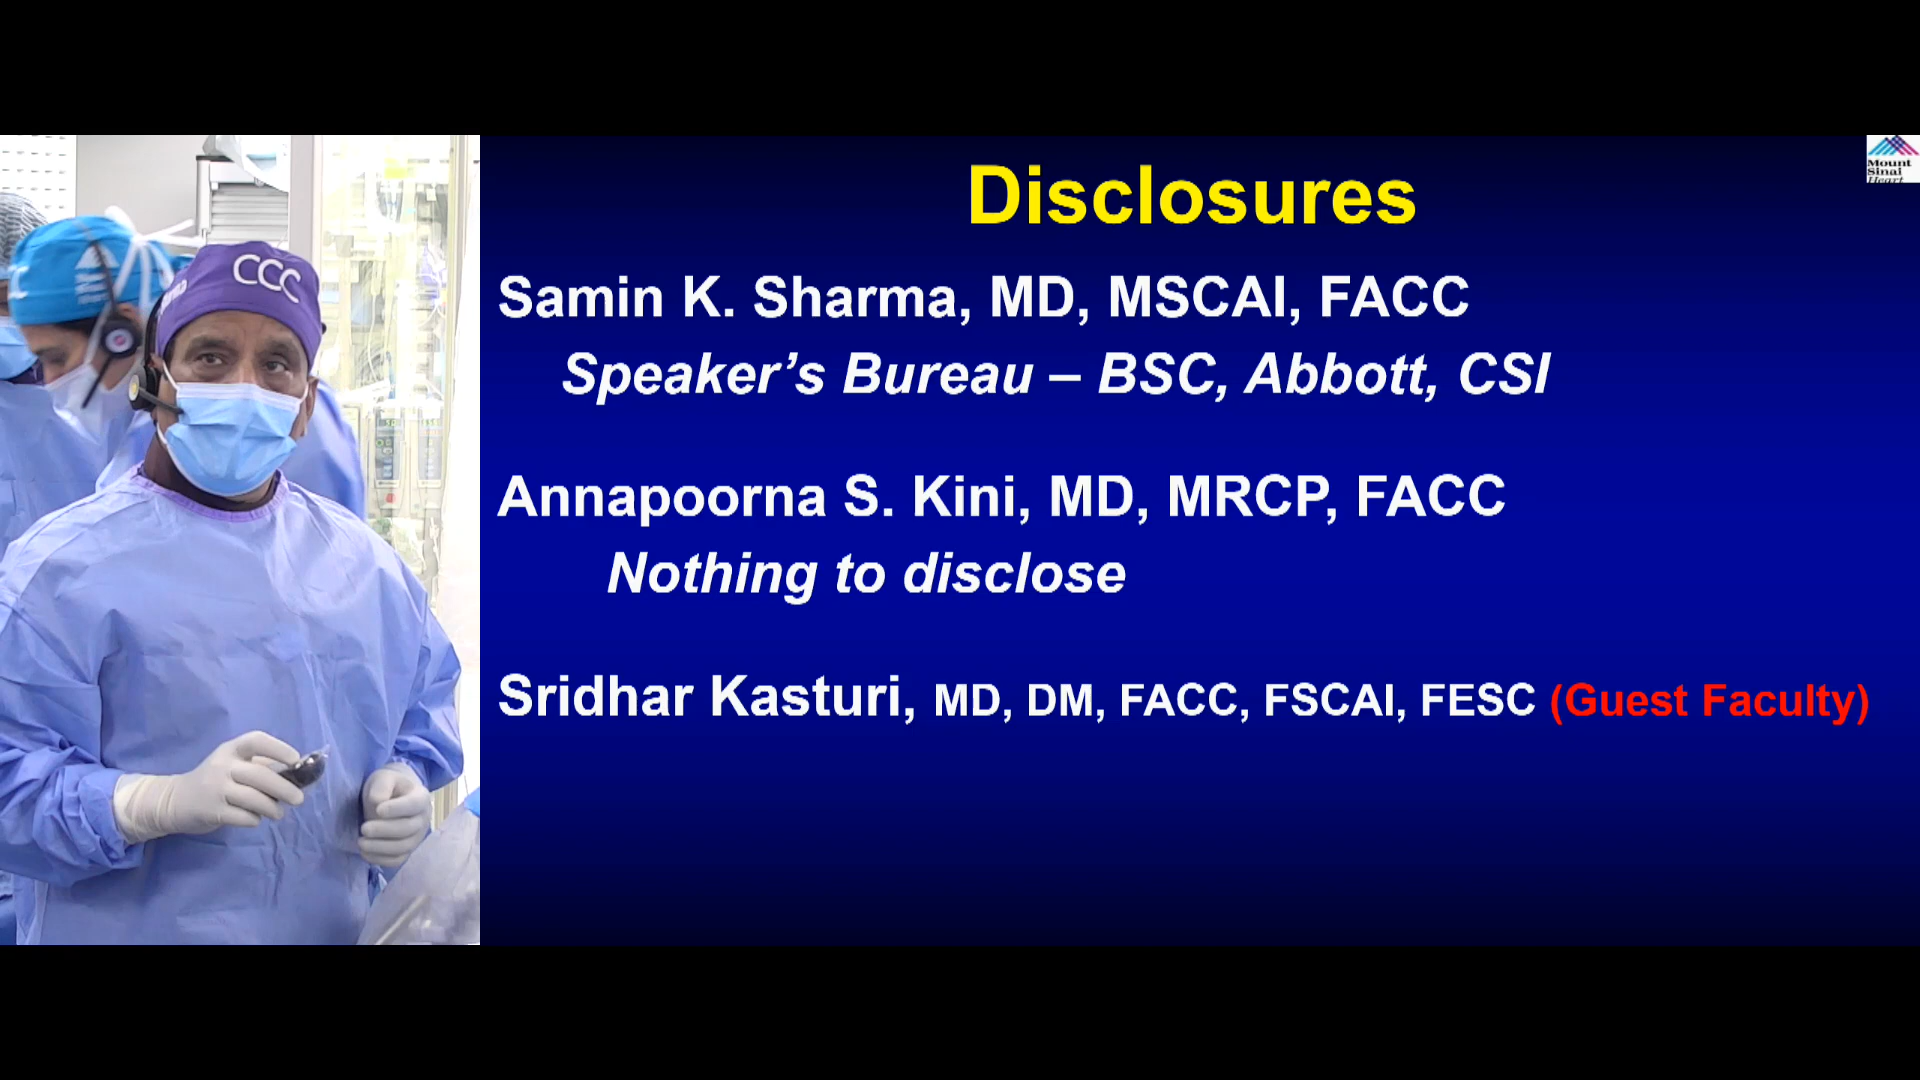 CCC
Mount
Sinai
Heart
Disclosures
Samin K. Sharma, MD, MSCAI, FACC
Speaker’s Bureau – BSC, Abbott, CSI
Annapoorna S. Kini, MD, MRCP, FACC
Nothing to disclose
Sridhar Kasturi, MD, DM, FACC, FSCAI, FESC (Guest Faculty)